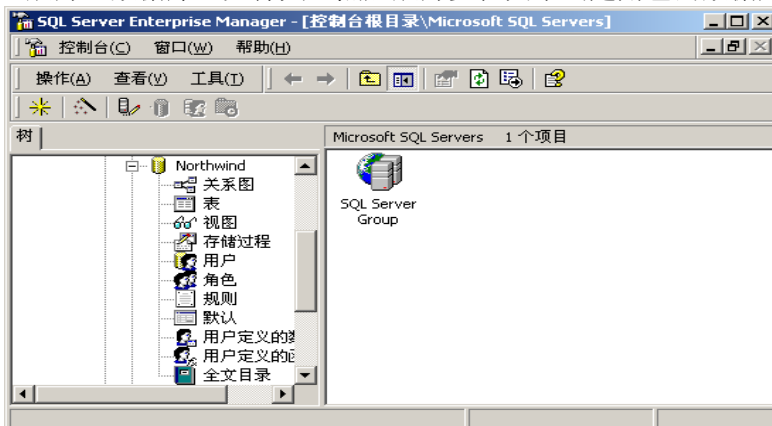 SQL Server Enterprise Manager - [控制台根目录\Microsoft SQL Servers]
控制台(C) 窗口(W) 帮助(H)
操作(A) 查看(V) 工具(T)
树
Microsoft SQL Servers 1 个项目
Northwind
关系图
表
视图
存储过程
用户
角色
规则
默认
用户定义的
用户定义的
全文目录
SQL Server
Group